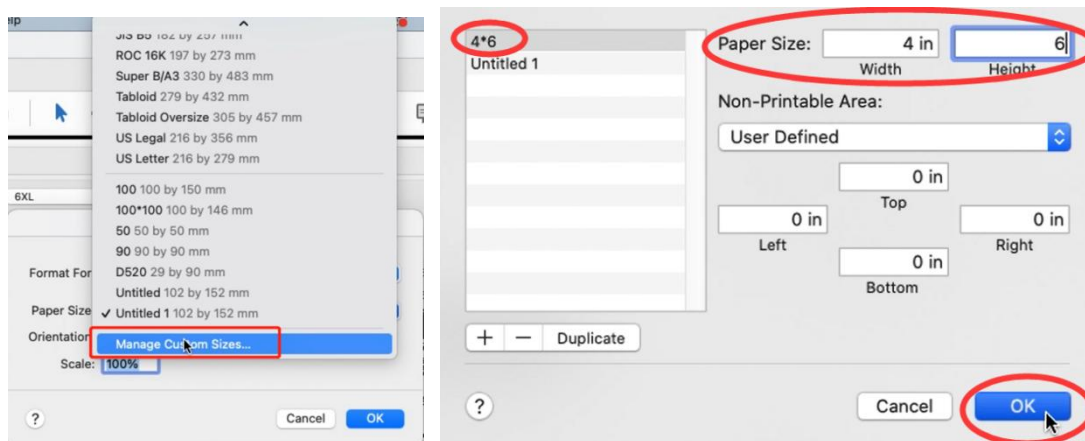 elp
JIS B5 182 by 257 mm
ROC 16K 197 by 273 mm
Super B/A3 330 by 483 mm
Tabloid 279 by 432 mm
Tabloid Oversize 305 by 457 mm
US Legal 216 by 356 mm
US Letter 216 by 279 mm
6XL
100 100 by 150 mm
100*100 100 by 146 mm
50 50 by 50 mm
90 90 by 90 mm
D520 29 by 90 mm
Untitled 102 by 152 mm
✓ Untitled 1 102 by 152 mm
Manage Custom Sizes...
Format For
Paper Size
Orientation
Scale: 100%
?
Cancel
OK
4*6
Untitled 1
Paper Size: 4 in 6
Width Height
Non-Printable Area:
User Defined
0 in
Top
0 in 0 in
Left Right
0 in
Bottom
+ − Duplicate
?
Cancel
OK